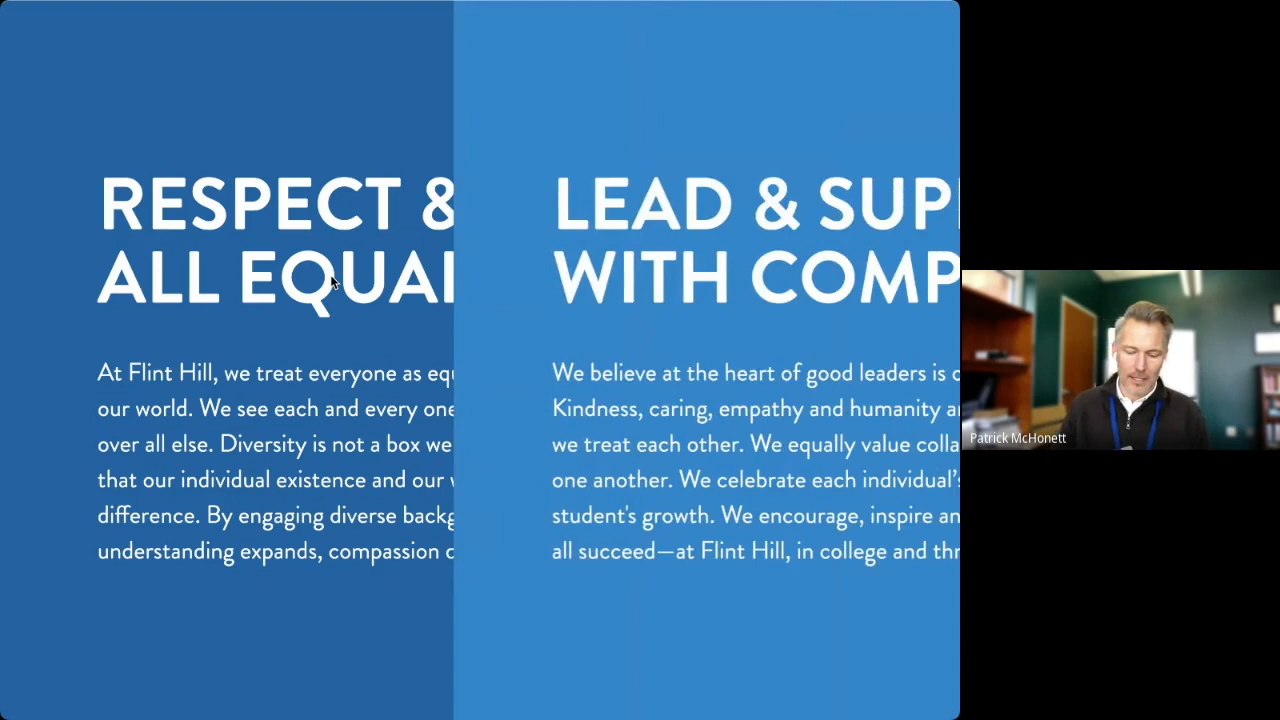 RESPECT &
ALL EQUAL
At Flint Hill, we treat everyone as equ
our world. We see each and every one
over all else. Diversity is not a box we
that our individual existence and our
difference. By engaging diverse backg
understanding expands, compassion
LEAD & SUP
WITH COMP
We believe at the heart of good leaders is
Kindness, caring, empathy and humanity
we treat each other. We equally value colla
one another. We celebrate each individual's
student's growth. We encourage, inspire an
all succeed—at Flint Hill, in college and thr
Patrick McHonett